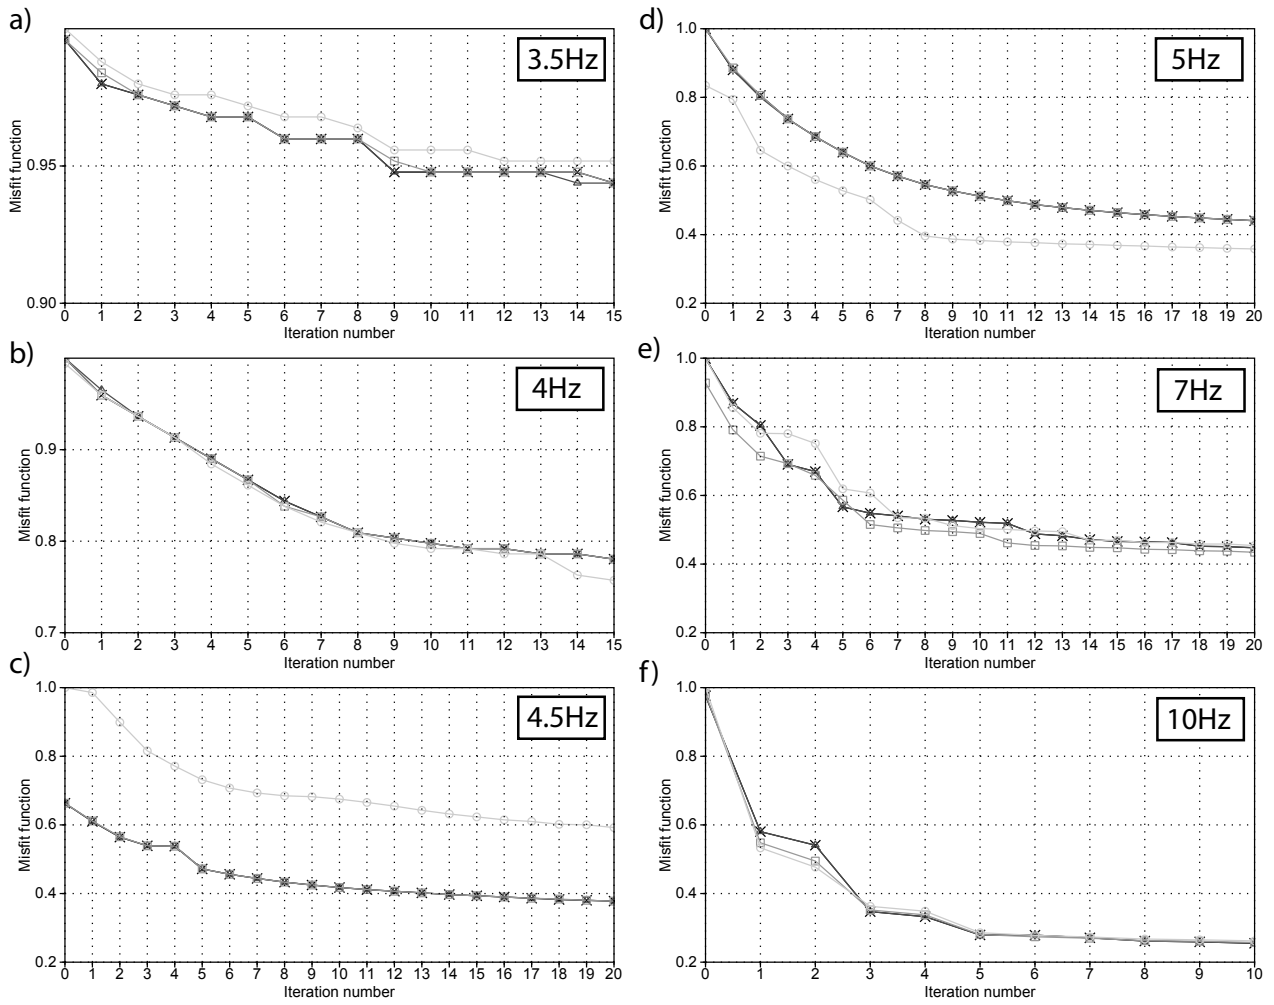 a)
3.5Hz
Misfit function
0.95
0.90
0 1 2 3 4 5 6 7 8 9 10 11 12 13 14 15
Iteration number
b)
4Hz
Misfit function
0.9
0.8
0.7
0 1 2 3 4 5 6 7 8 9 10 11 12 13 14 15
Iteration number
c)
4.5Hz
Misfit function
1.0
0.8
0.6
0.4
0.2
0 1 2 3 4 5 6 7 8 9 10 11 12 13 14 15 16 17 18 19 20
Iteration number
d)
5Hz
Misfit function
1.0
0.8
0.6
0.4
0.2
0 1 2 3 4 5 6 7 8 9 10 11 12 13 14 15 16 17 18 19 20
Iteration number
e)
7Hz
Misfit function
1.0
0.8
0.6
0.4
0.2
0 1 2 3 4 5 6 7 8 9 10 11 12 13 14 15 16 17 18 19 20
Iteration number
f)
10Hz
Misfit function
1.0
0.8
0.6
0.4
0.2
0 1 2 3 4 5 6 7 8 9 10
Iteration number